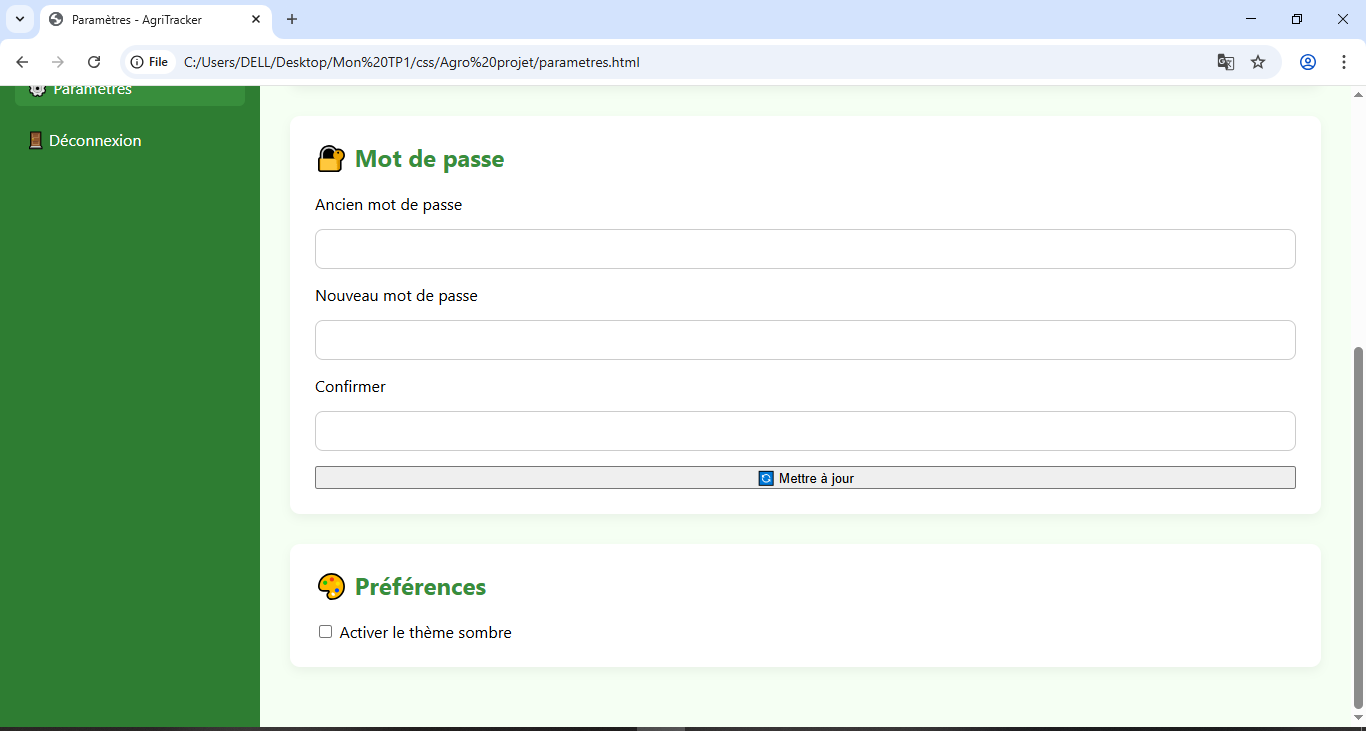 Paramètres - AgriTracker
File
C:/Users/DELL/Desktop/Mon%20TP1/css/Agro%20projet/parametres.html
Paramètres
Déconnexion
Mot de passe
Ancien mot de passe
Nouveau mot de passe
Confirmer
Mettre à jour
Préférences
Activer le thème sombre